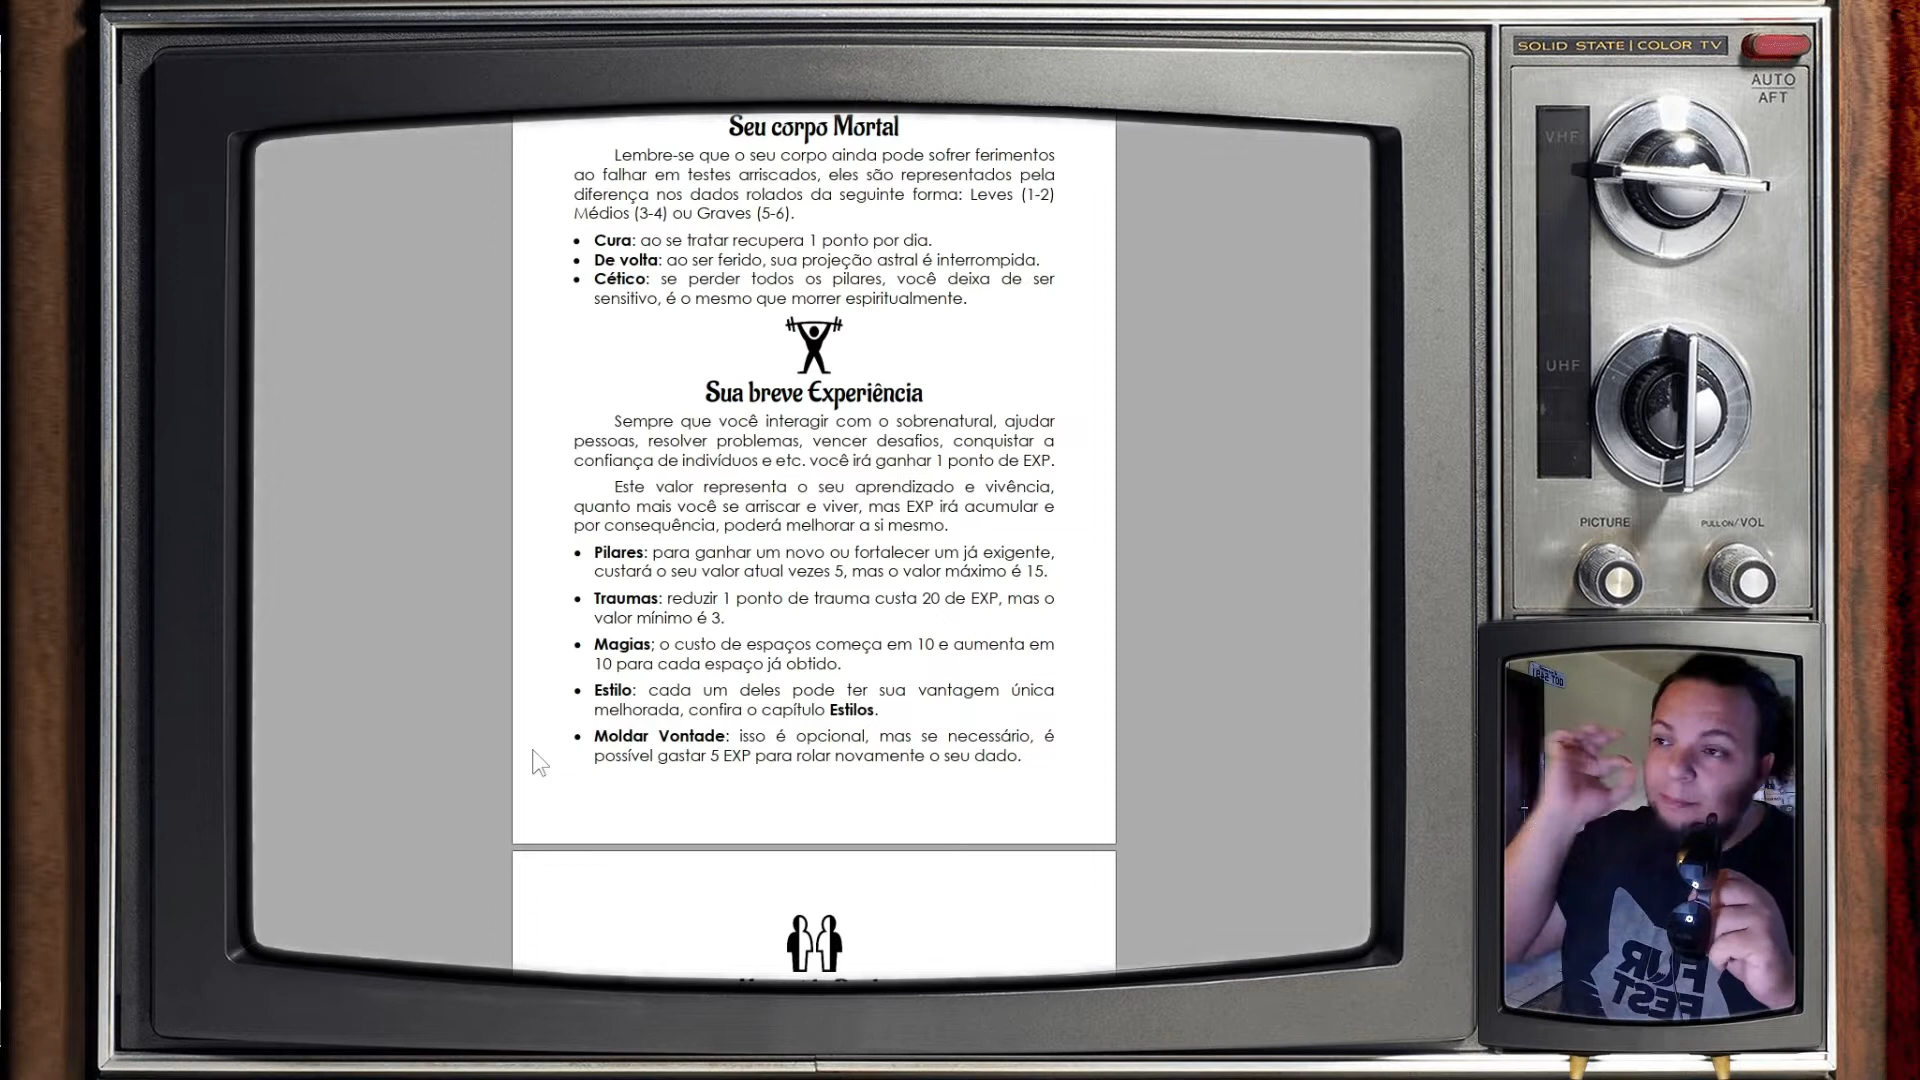 Seu corpo Mortal
Lembre-se que o seu corpo ainda pode sofrer ferimentos
ao falhar em testes arriscados, eles são representados pela
diferença nos dados rolados da seguinte forma: Leves (1-2)
Médios (3-4) ou Graves (5-6).
• Cura: ao se tratar recupera 1 ponto por dia.
• De volta: ao ser ferido, sua projeção astral é interrompida.
• Cético: se perder todos os pilares, você deixa de ser
sensitivo, é o mesmo que morrer espiritualmente.
Sua breve Experiência
Sempre que você interagir com o sobrenatural, ajudar
pessoas, resolver problemas, vencer desafios, conquistar a
confiança de indivíduos e etc. você irá ganhar 1 ponto de EXP.
Este valor representa o seu aprendizado e vivência,
quanto mais você se arriscar e viver, mas EXP irá acumular e
por consequência, poderá melhorar a si mesmo.
• Pilares: para ganhar um novo ou fortalecer um já exigente,
custará o seu valor atual vezes 5, mas o valor máximo é 15.
• Traumas: reduzir 1 ponto de trauma custa 20 de EXP, mas o
valor mínimo é 3.
• Magias; o custo de espaços começa em 10 e aumenta em
10 para cada espaço já obtido.
• Estilo: cada um deles pode ter sua vantagem única
melhorada, confira o capítulo Estilos.
• Moldar Vontade: isso é opcional, mas se necessário, é
possível gastar 5 EXP para rolar novamente o seu dado.
SOLID STATE | COLOR TV
AUTO
AFT
VHF
UHF
PICTURE
PULL ON/VOL
FUR
FEST